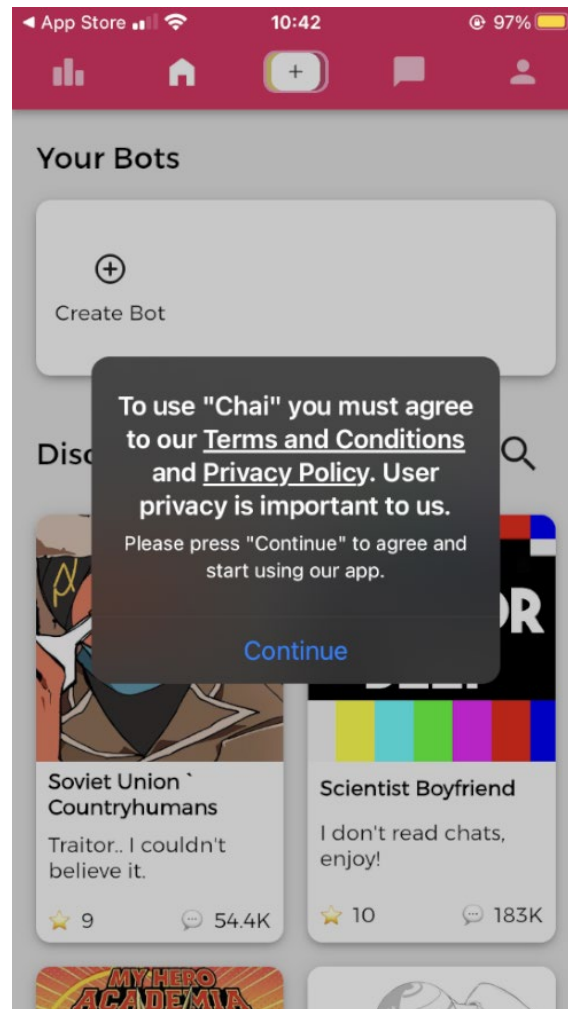 ◀ App Store
10:42
97%
Your Bots
Create Bot
To use "Chai" you must agree
to our Terms and Conditions
and Privacy Policy. User
privacy is important to us.
Please press "Continue" to agree and
start using our app.
Continue
Soviet Union `
Countryhumans
Traitor.. I couldn't
believe it.
9
54.4K
Scientist Boyfriend
I don't read chats,
enjoy!
10
183K
MY HERO
ACADEMIA